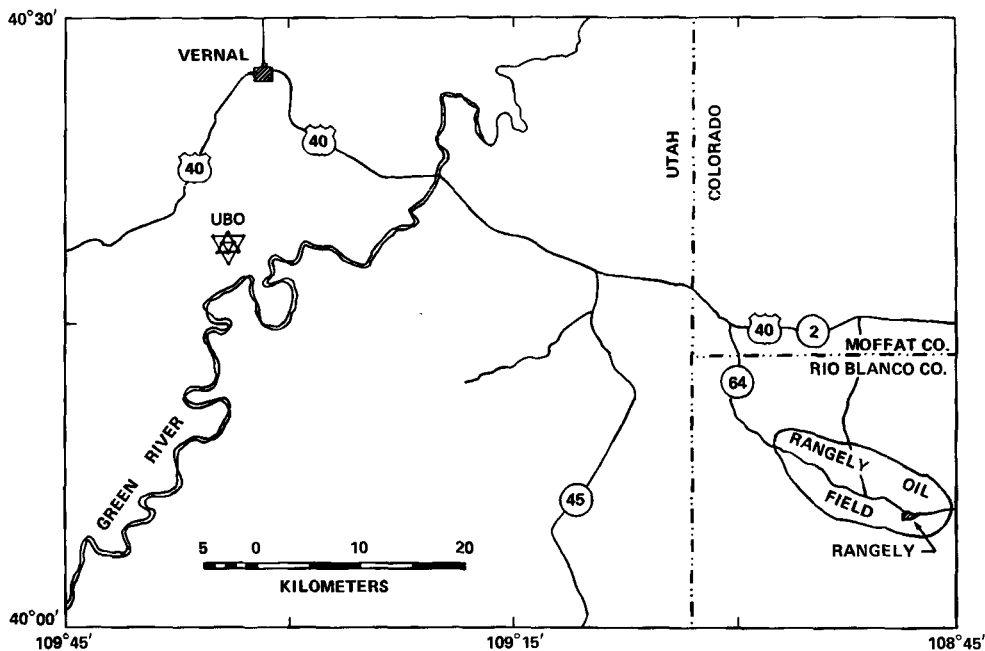 40°30'
VERNAL
40
40
UTAH
COLORADO
UBO
40
2
MOFFAT CO.
RIO BLANCO CO.
64
RANGELY OIL
FIELD
GREEN RIVER
45
RANGELY
5 0 10 20
KILOMETERS
40°00'
109°45' 109°15' 108°45'